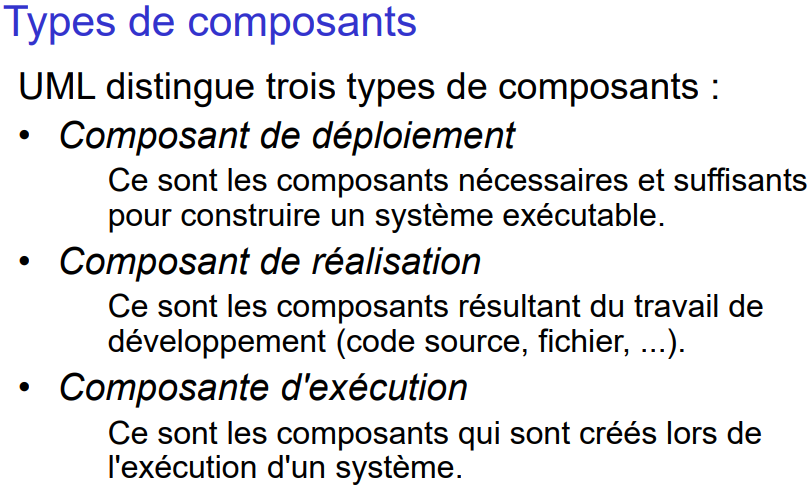 Types de composants
UML distingue trois types de composants :
• Composant de déploiement
Ce sont les composants nécessaires et suffisants
pour construire un système exécutable.
• Composant de réalisation
Ce sont les composants résultant du travail de
développement (code source, fichier, ...).
• Composante d'exécution
Ce sont les composants qui sont créés lors de
l'exécution d'un système.